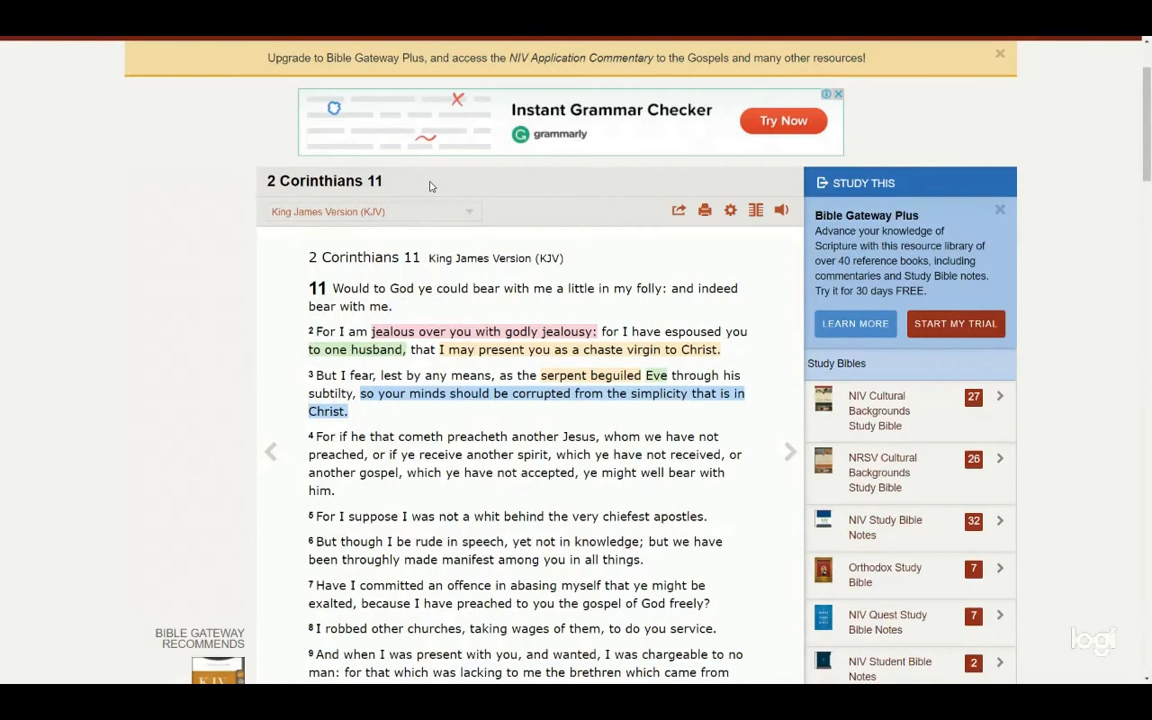 Upgrade to Bible Gateway Plus, and access the NIV Application Commentary to the Gospels and many other resources!
Instant Grammar Checker
grammarly
Try Now
2 Corinthians 11
King James Version (KJV)
2 Corinthians 11 King James Version (KJV)
11 Would to God ye could bear with me a little in my folly: and indeed
bear with me.
2 For I am jealous over you with godly jealousy: for I have espoused you
to one husband, that I may present you as a chaste virgin to Christ.
3 But I fear, lest by any means, as the serpent beguiled Eve through his
subtilty, so your minds should be corrupted from the simplicity that is in
Christ.
4 For if he that cometh preacheth another Jesus, whom we have not
preached, or if ye receive another spirit, which ye have not received, or
another gospel, which ye have not accepted, ye might well bear with
him.
5 For I suppose I was not a whit behind the very chiefest apostles.
6 But though I be rude in speech, yet not in knowledge; but we have
been throughly made manifest among you in all things.
7 Have I committed an offence in abasing myself that ye might be
exalted, because I have preached to you the gospel of God freely?
8 I robbed other churches, taking wages of them, to do you service.
9 And when I was present with you, and wanted, I was chargeable to no
man: for that which was lacking to me the brethren which came from
STUDY THIS
Bible Gateway Plus
Advance your knowledge of
Scripture with this resource library of
over 40 reference books, including
commentaries and Study Bible notes.
Try it for 30 days FREE.
LEARN MORE
START MY TRIAL
Study Bibles
NIV Cultural
Backgrounds
Study Bible
27
NRSV Cultural
Backgrounds
Study Bible
26
NIV Study Bible
Notes
32
Orthodox Study
Bible
7
NIV Quest Study
Bible Notes
7
NIV Student Bible
Notes
2
BIBLE GATEWAY
RECOMMENDS
KJV
logi